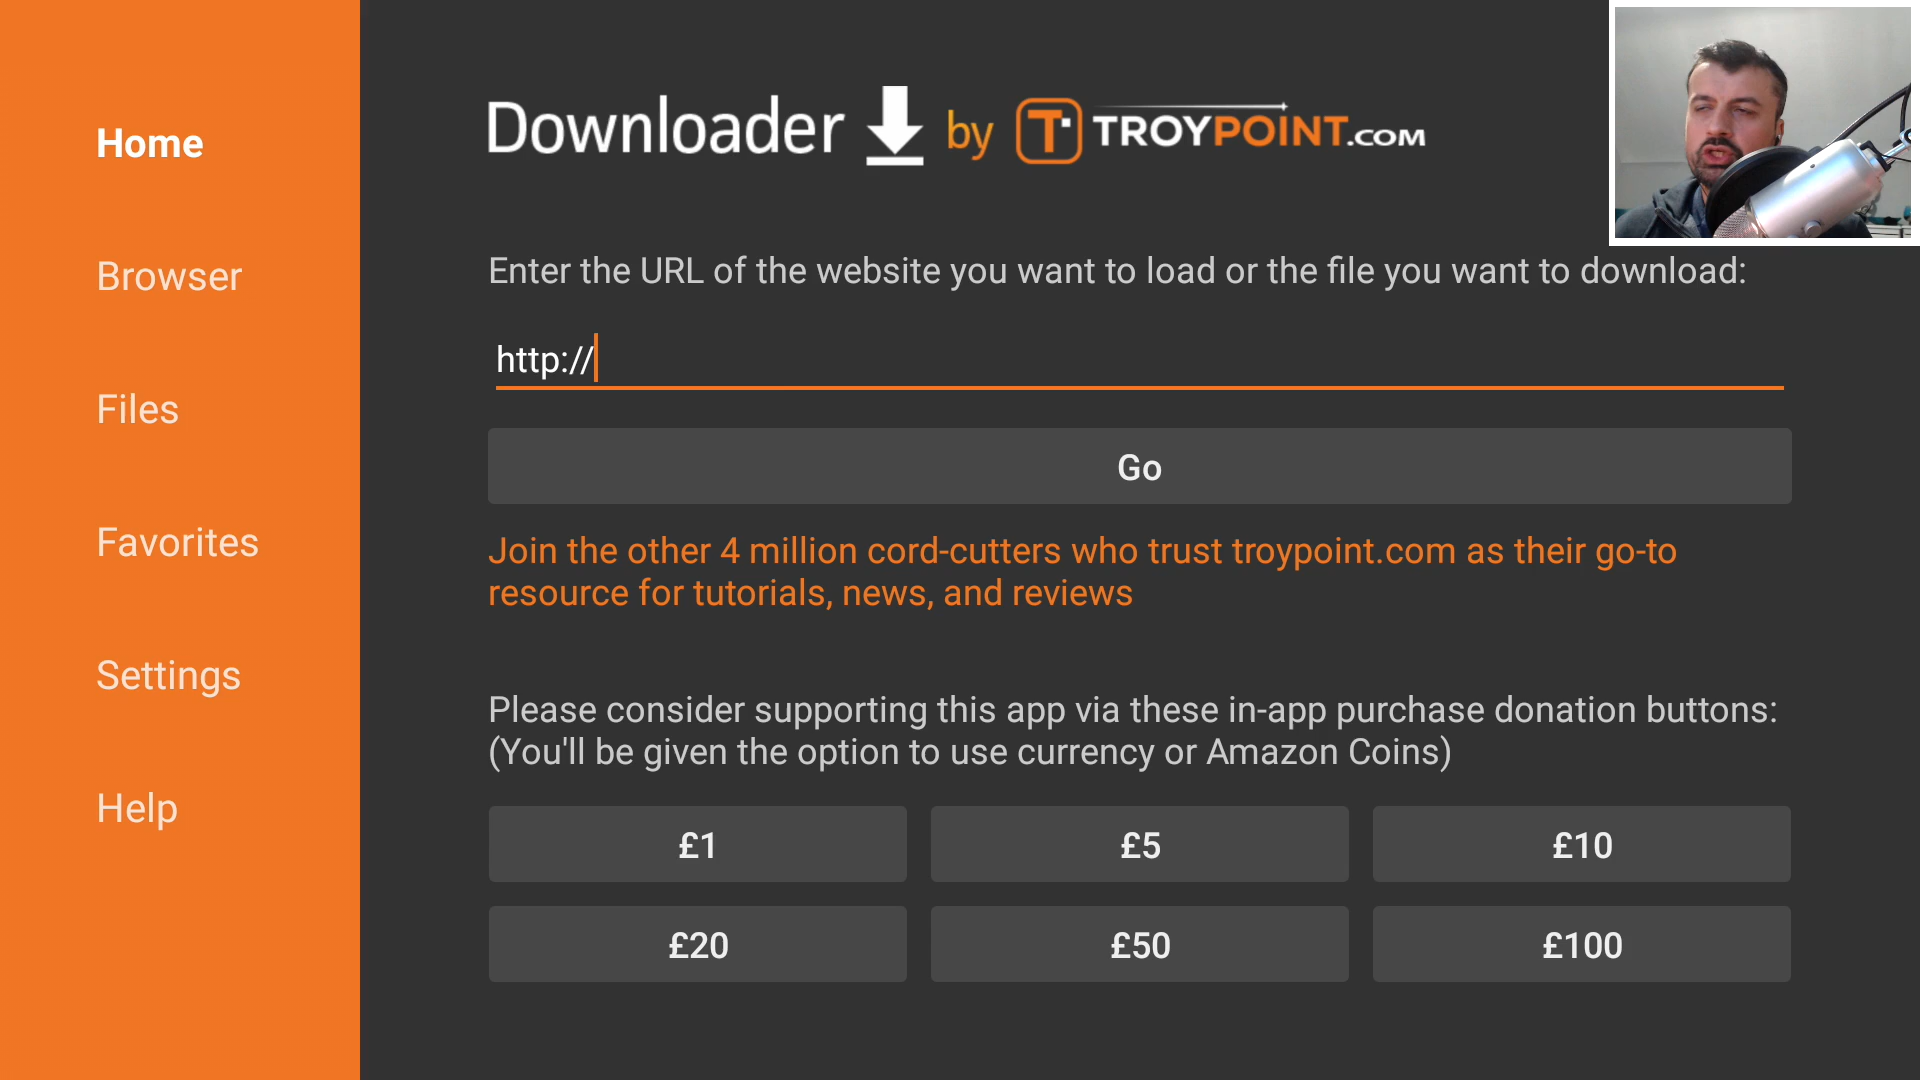 Home
Browser
Files
Favorites
Settings
Help
Downloader by T TROYPOINT.COM
Enter the URL of the website you want to load or the file you want to download:
http://
Go
Join the other 4 million cord-cutters who trust troypoint.com as their go-to
resource for tutorials, news, and reviews
Please consider supporting this app via these in-app purchase donation buttons:
(You'll be given the option to use currency or Amazon Coins)
£1 £5 £10
£20 £50 £100